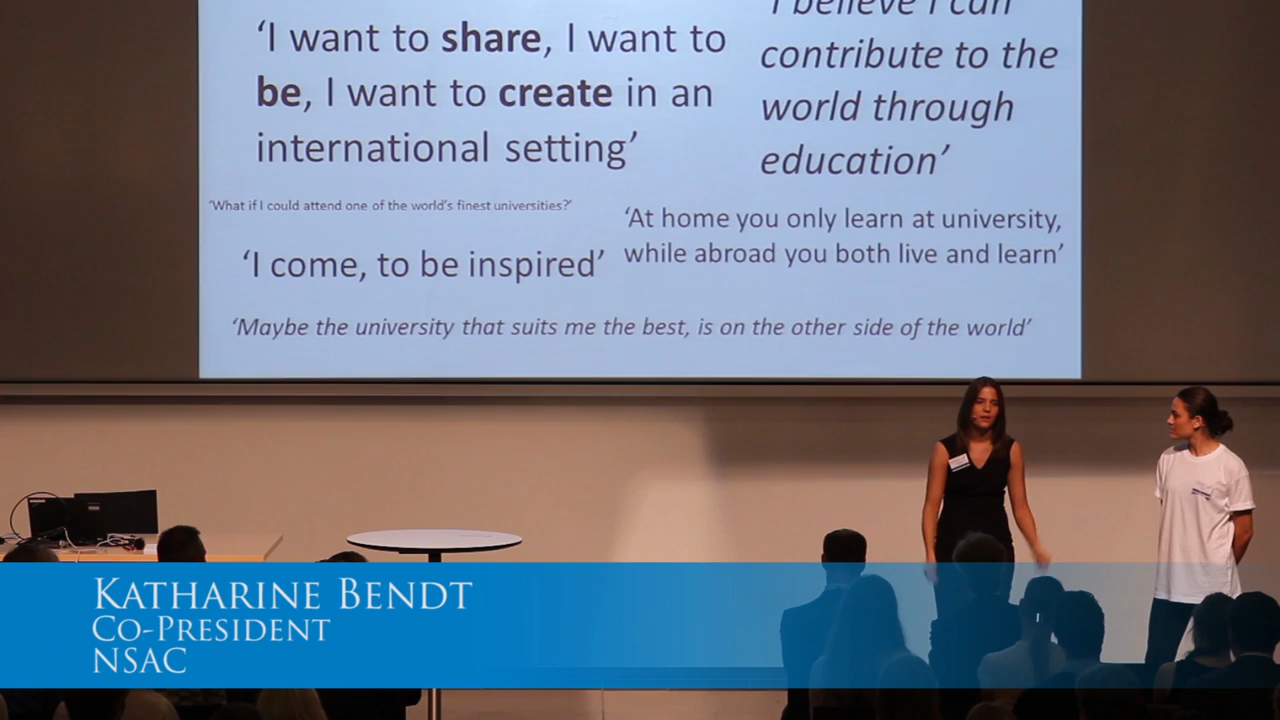 ‘I want to share, I want to
be, I want to create in an
international setting’
‘I believe I can
contribute to the
world through
education’
‘What if I could attend one of the world’s finest universities?’
‘At home you only learn at university,
while abroad you both live and learn’
‘I come, to be inspired’
‘Maybe the university that suits me the best, is on the other side of the world’
Katharine Bendt
Co-President
NSAC